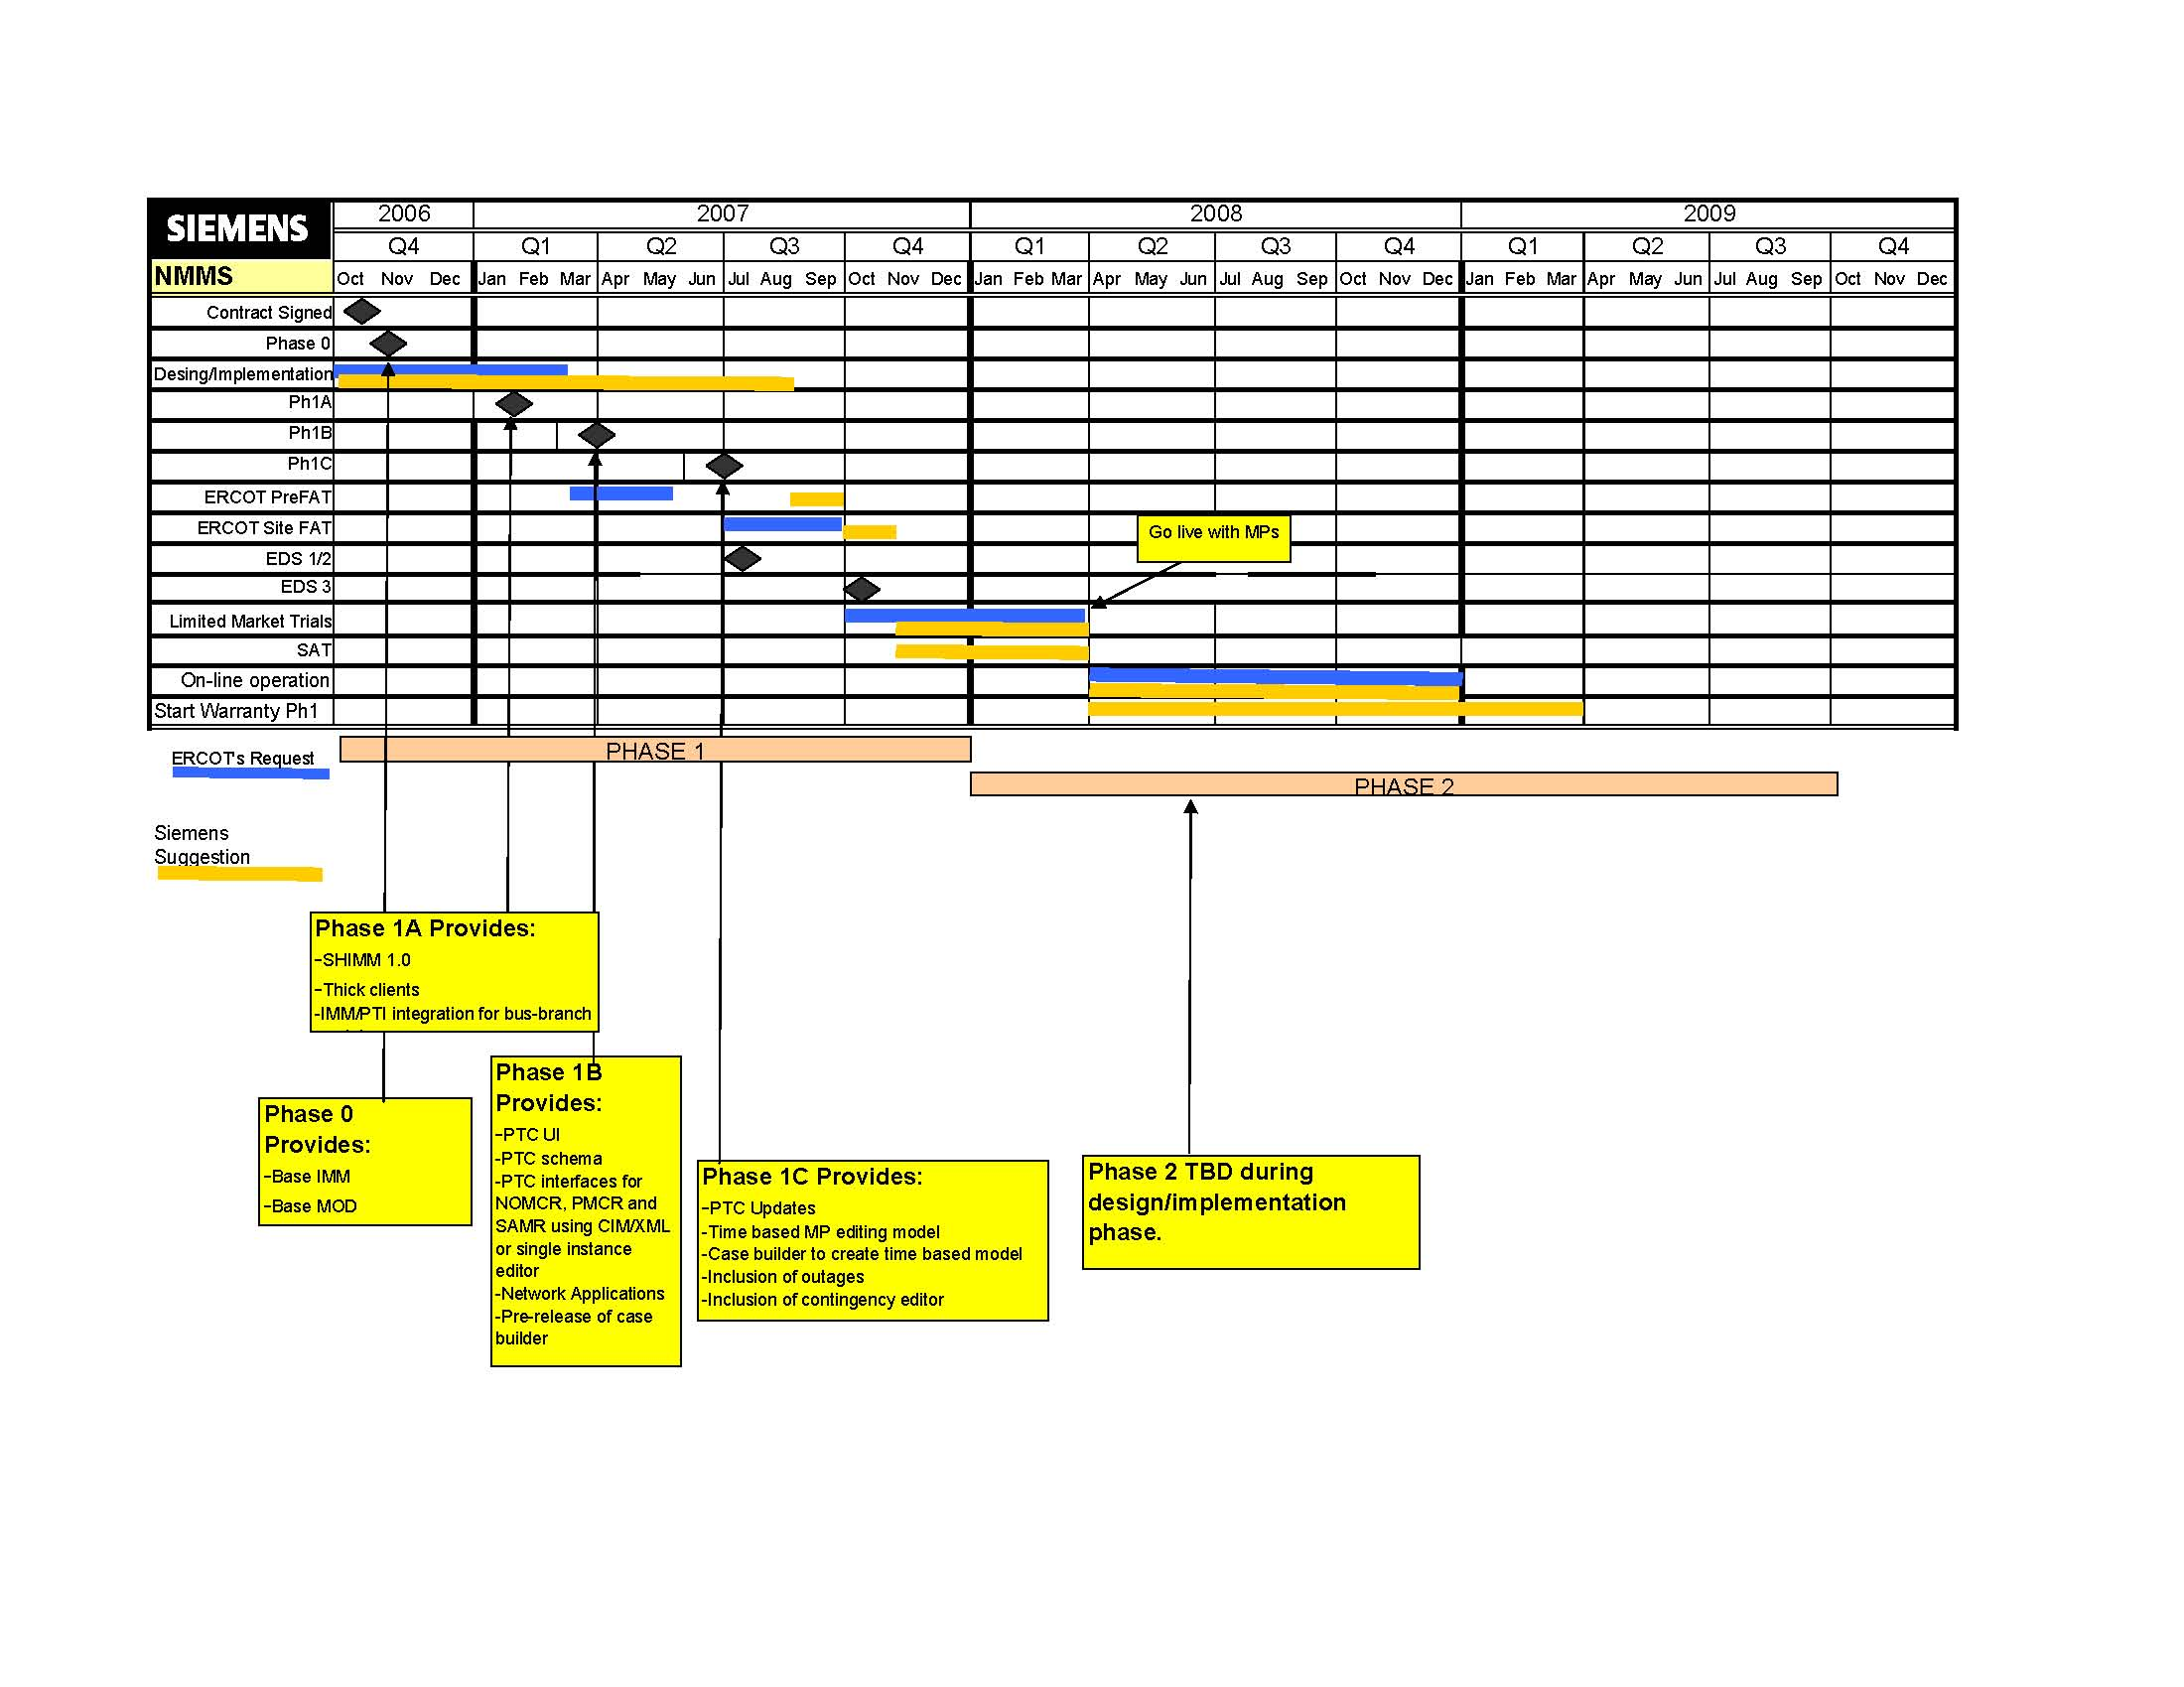 SIEMENS
2006 2007 2008 2009
Q4 Q1 Q2 Q3 Q4 Q1 Q2 Q3 Q4 Q1 Q2 Q3 Q4
NMMS Oct Nov Dec Jan Feb Mar Apr May Jun Jul Aug Sep Oct Nov Dec Jan Feb Mar Apr May Jun Jul Aug Sep Oct Nov Dec Jan Feb Mar Apr May Jun Jul Aug Sep Oct Nov Dec
Contract Signed
Phase 0
Desing/Implementation
Ph1A
Ph1B
Ph1C
ERCOT PreFAT
ERCOT Site FAT
Go live with MPs
EDS 1/2
EDS 3
Limited Market Trials
SAT
On-line operation
Start Warranty Ph1
PHASE 1
ERCOT's Request
PHASE 2
Siemens
Suggestion
Phase 1A Provides:
-SHIMM 1.0
-Thick clients
-IMM/PTI integration for bus-branch
Phase 0
Provides:
-Base IMM
-Base MOD
Phase 1B
Provides:
-PTC UI
-PTC schema
-PTC interfaces for
NOMCR, PMCR and
SAMR using CIM/XML
or single instance
editor
-Network Applications
-Pre-release of case
builder
Phase 1C Provides:
-PTC Updates
-Time based MP editing model
-Case builder to create time based model
-Inclusion of outages
-Inclusion of contingency editor
Phase 2 TBD during
design/implementation
phase.